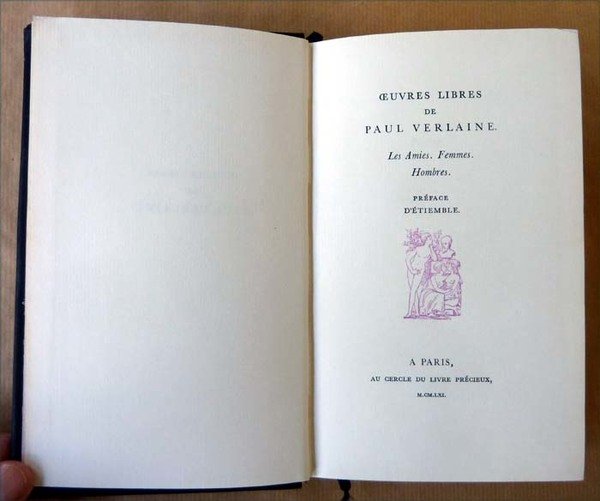 ŒUVRES LIBRES
DE
PAUL VERLAINE.
Les Amies. Femmes.
Hombres.
PRÉFACE
D'ÉTIEMBLE.
A PARIS,
AU CERCLE DU LIVRE PRÉCIEUX,
M.CM.LXI.